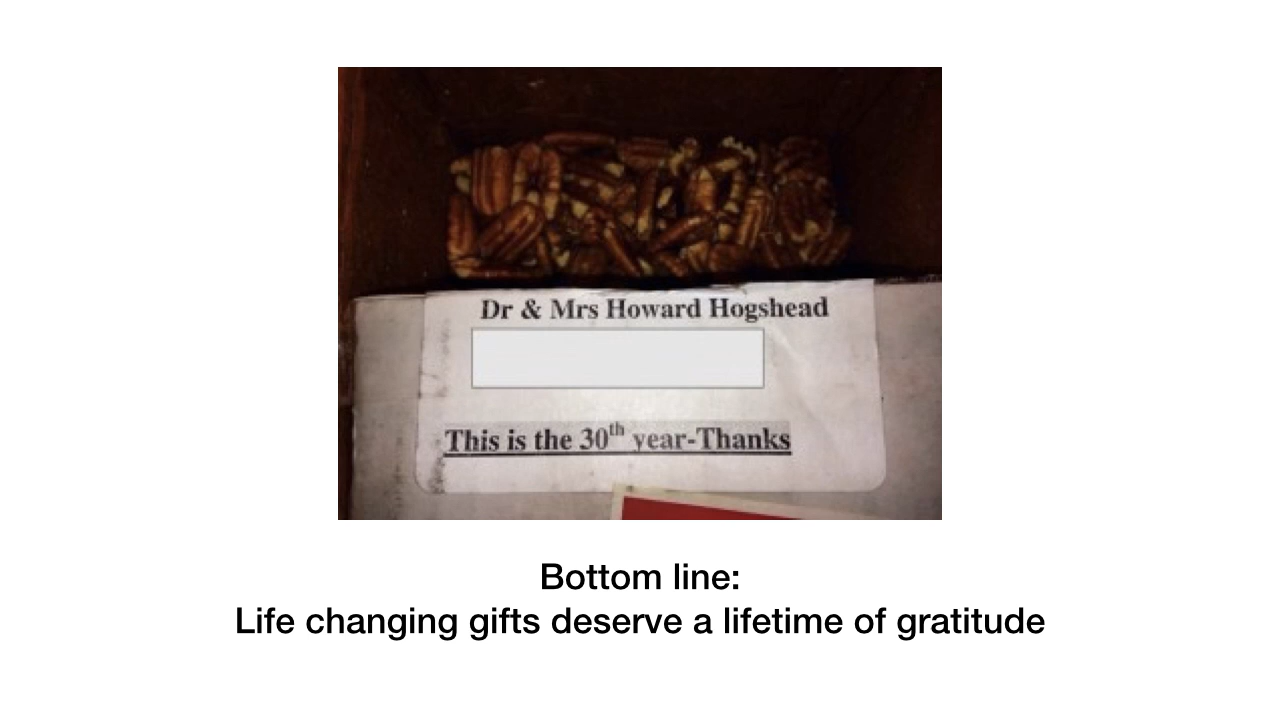 Dr & Mrs Howard Hogshead
This is the 30th year-Thanks
Bottom line:
Life changing gifts deserve a lifetime of gratitude